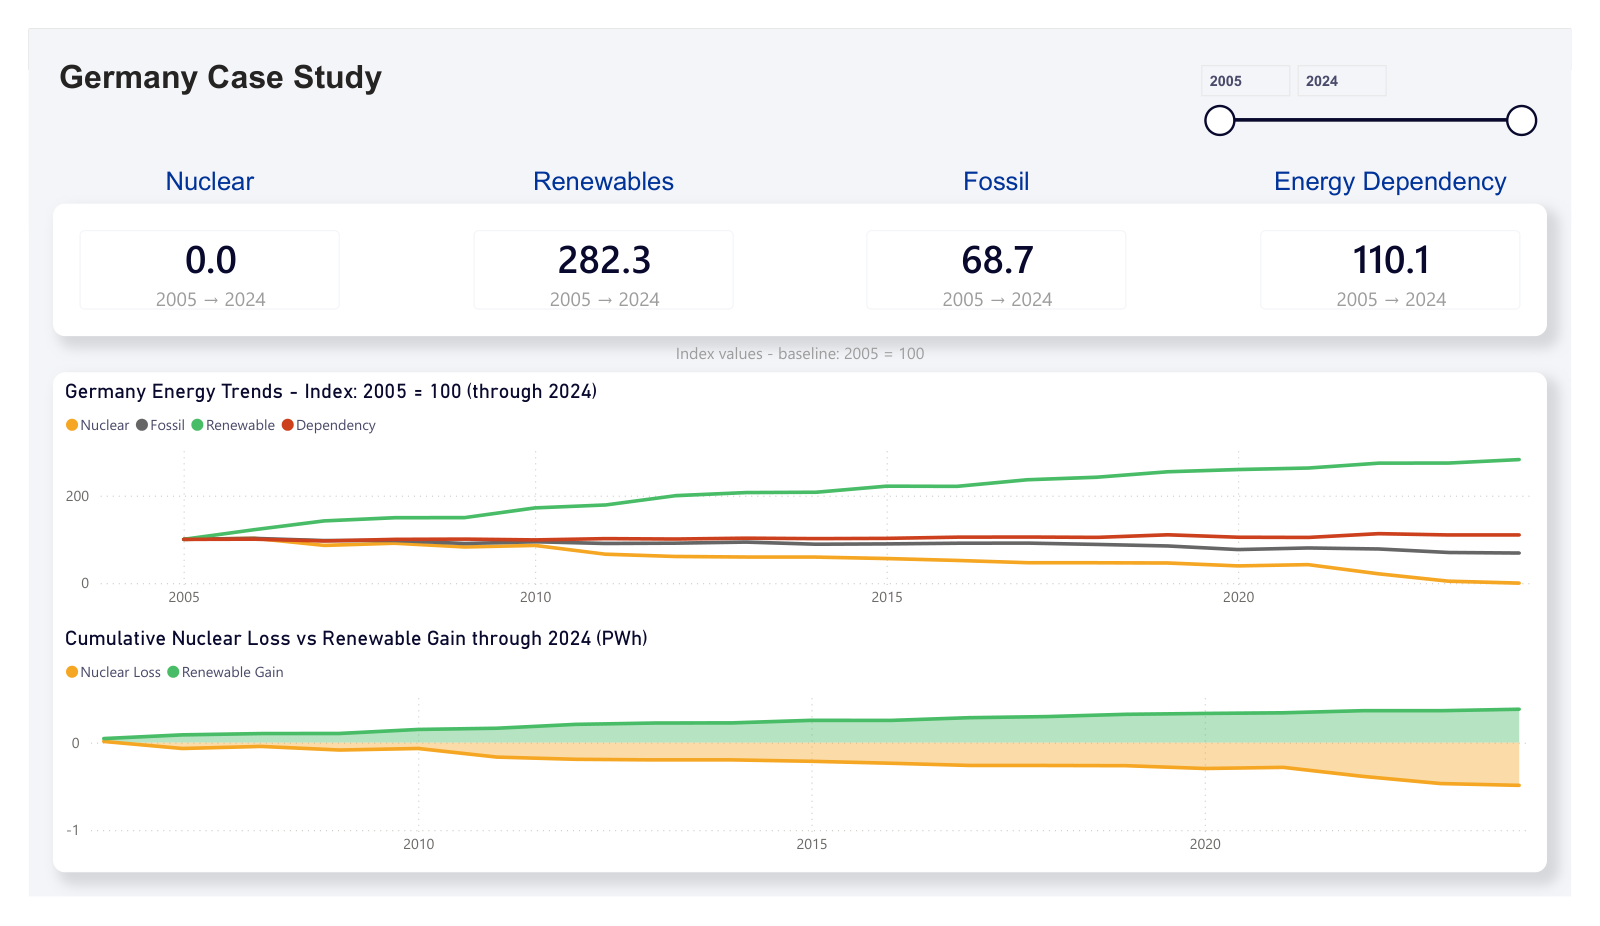 Germany Case Study
2005 2024
Nuclear Renewables Fossil Energy Dependency
0.0 282.3 68.7 110.1
2005 → 2024 2005 → 2024 2005 → 2024 2005 → 2024
Index values - baseline: 2005 = 100
Germany Energy Trends - Index: 2005 = 100 (through 2024)
Nuclear Fossil Renewable Dependency
200
0
2005 2010 2015 2020
Cumulative Nuclear Loss vs Renewable Gain through 2024 (PWh)
Nuclear Loss Renewable Gain
0
-1
2010 2015 2020